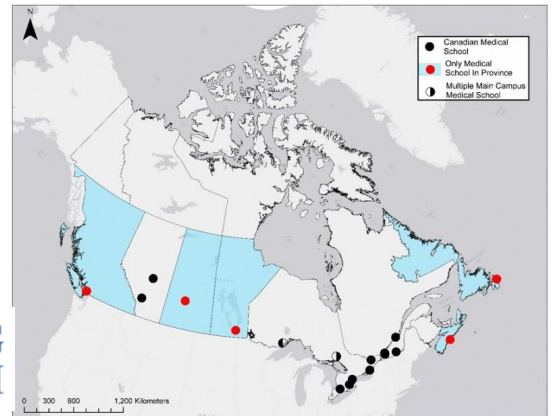 N
Canadian Medical
School
Only Medical
School In Province
Multiple Main Campus
Medical School
0 300 600 1,200 Kilometers